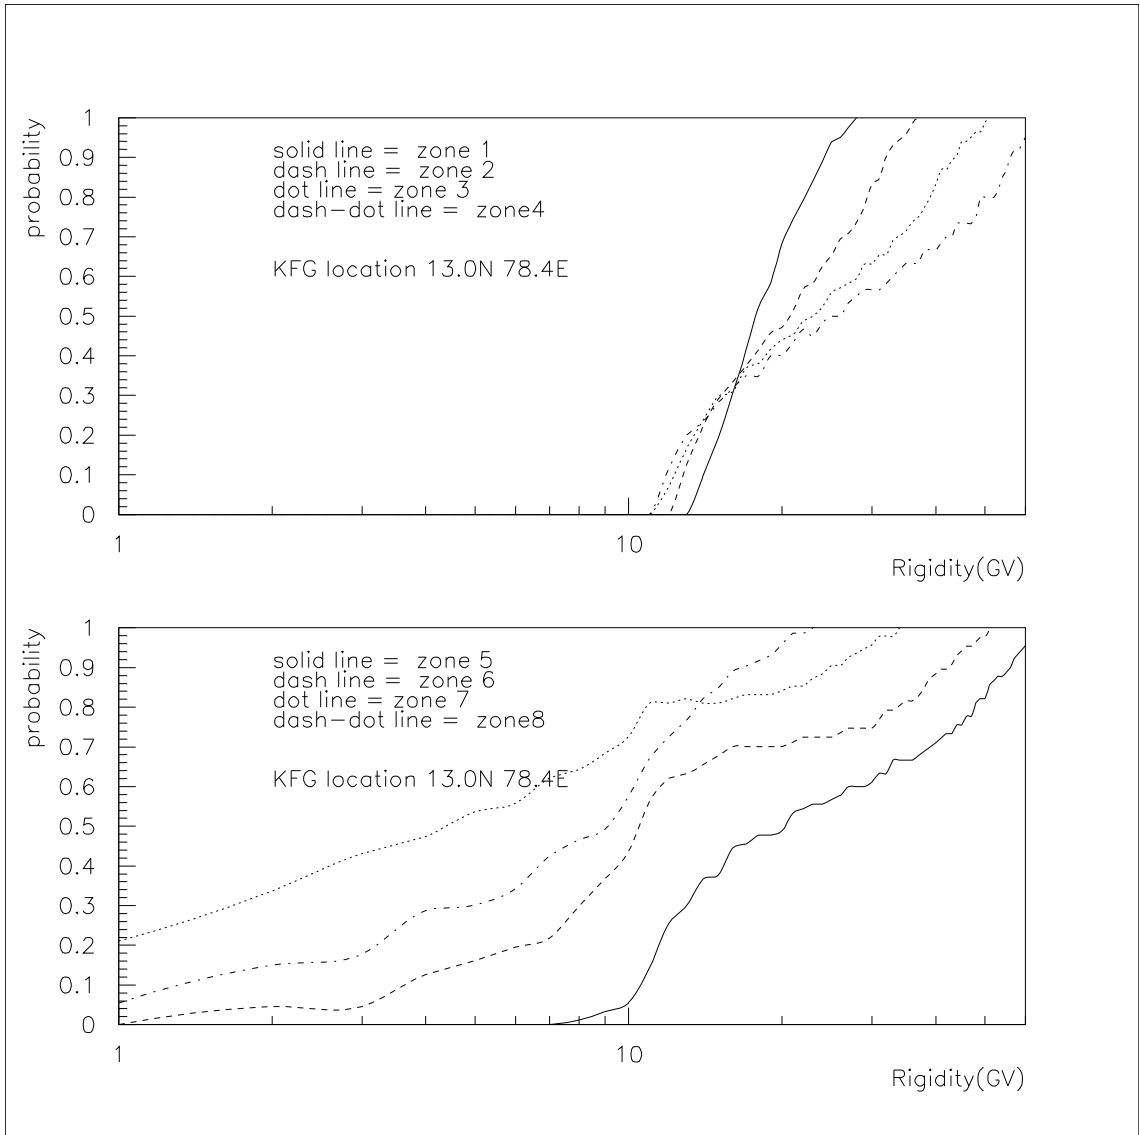 probability
1
0.9
0.8
0.7
0.6
0.5
0.4
0.3
0.2
0.1
0
solid line = zone 1
dash line = zone 2
dot line = zone 3
dash-dot line = zone4
KFG location 13.0N 78.4E
1 10
Rigidity(GV)
probability
1
0.9
0.8
0.7
0.6
0.5
0.4
0.3
0.2
0.1
0
solid line = zone 5
dash line = zone 6
dot line = zone 7
dash-dot line = zone8
KFG location 13.0N 78.4E
1 10
Rigidity(GV)